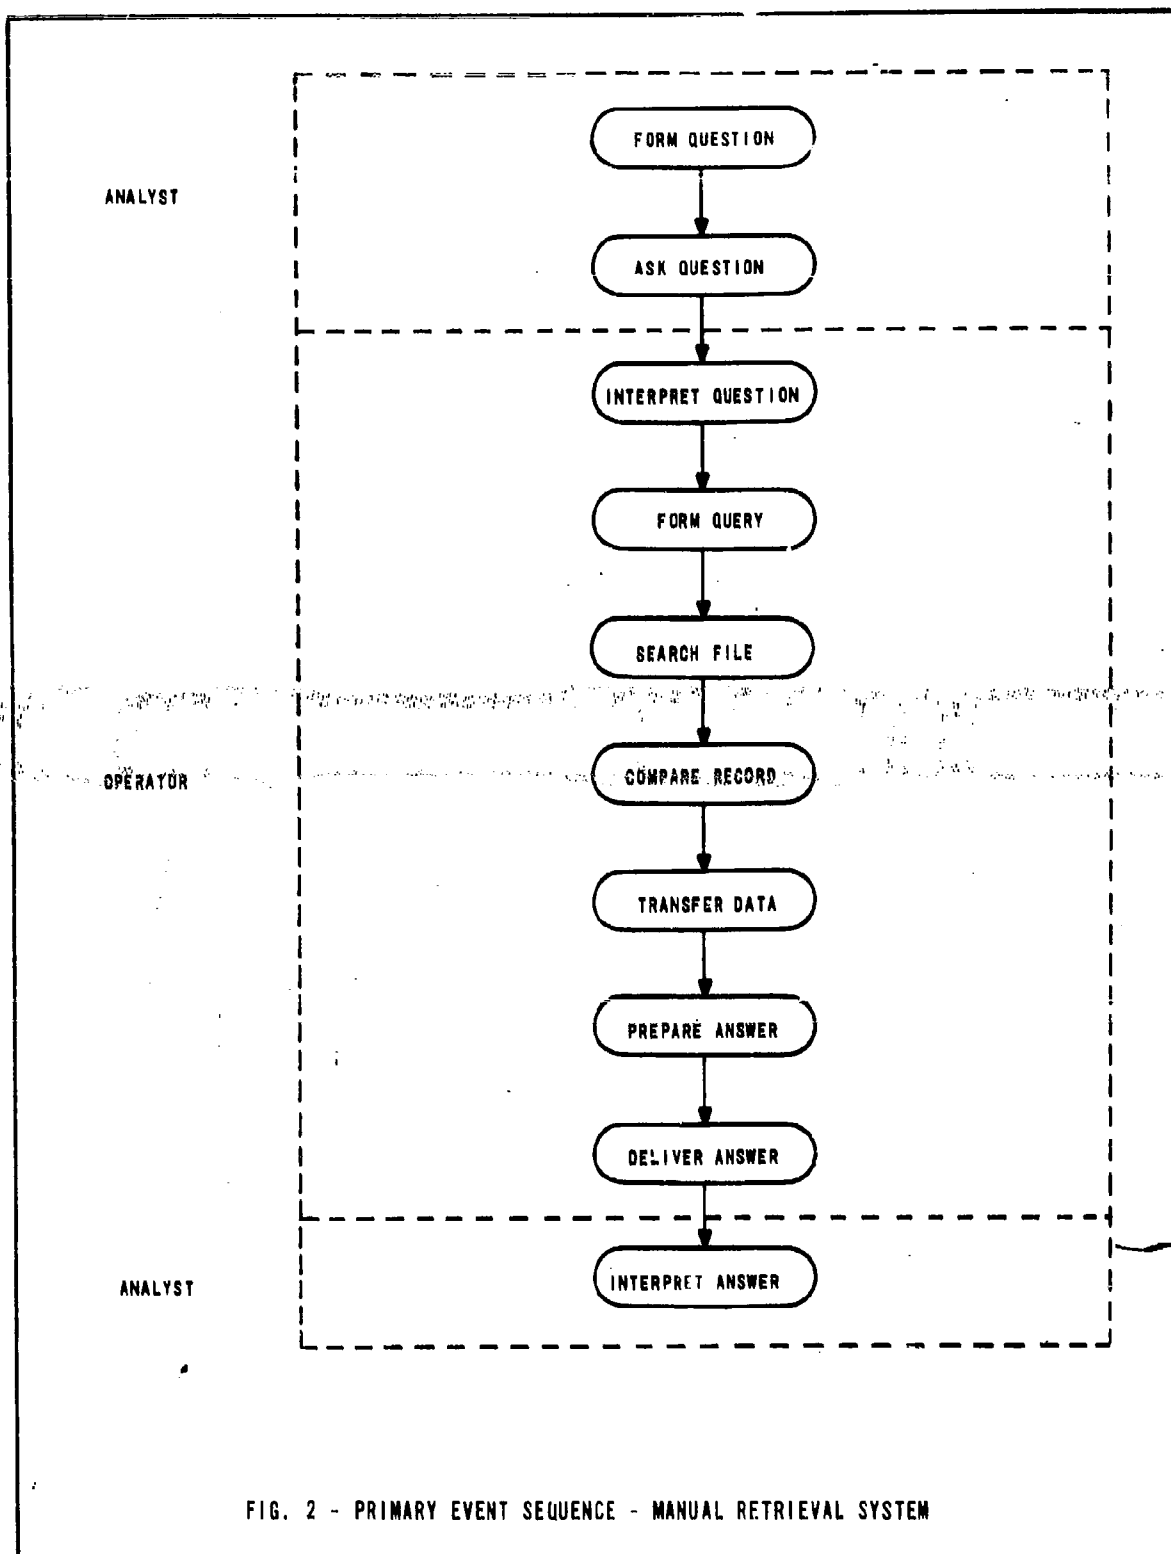 FORM QUESTION
ANALYST
ASK QUESTION
INTERPRET QUESTION
FORM QUERY
SEARCH FILE
COMPARE RECORD
OPERATOR
TRANSFER DATA
PREPARE ANSWER
DELIVER ANSWER
INTERPRET ANSWER
ANALYST
FIG. 2 - PRIMARY EVENT SEQUENCE - MANUAL RETRIEVAL SYSTEM